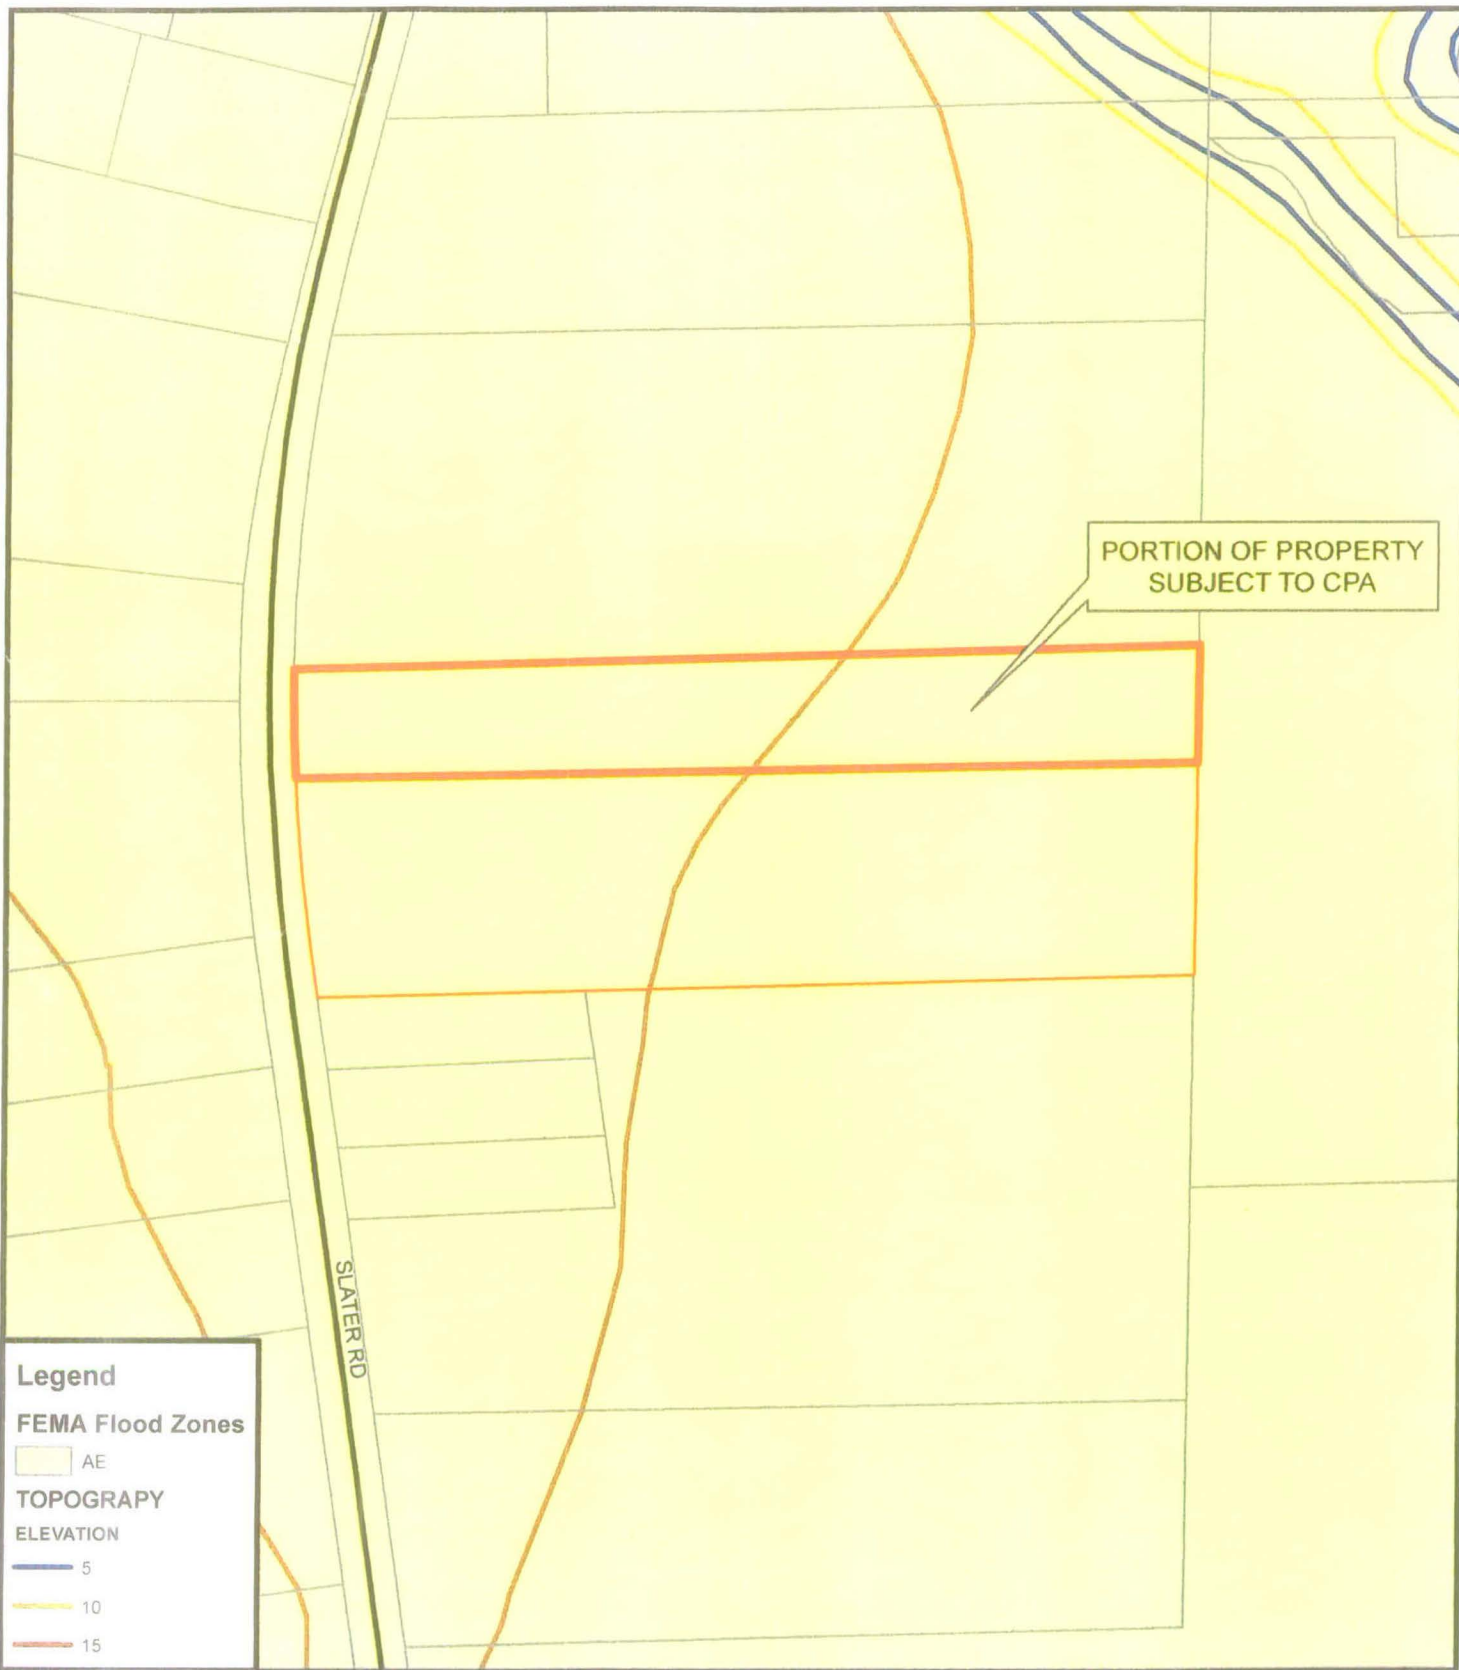 PORTION OF PROPERTY
SUBJECT TO CPA
SLATER RD
Legend
FEMA Flood Zones
AE
TOPOGRAPY
ELEVATION
5
10
15